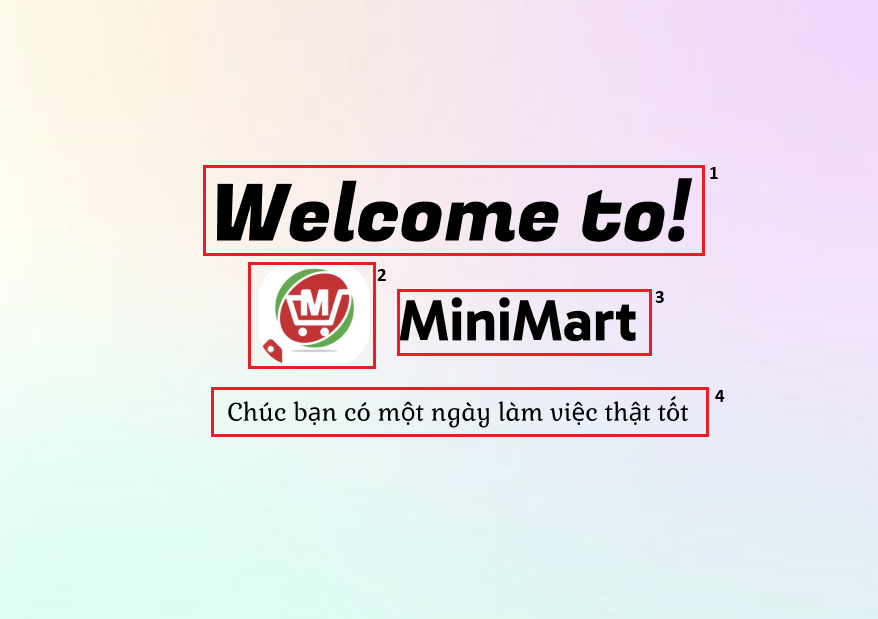 Welcome to! 1
M 2
MiniMart 3
Chúc bạn có một ngày làm việc thật tốt 4